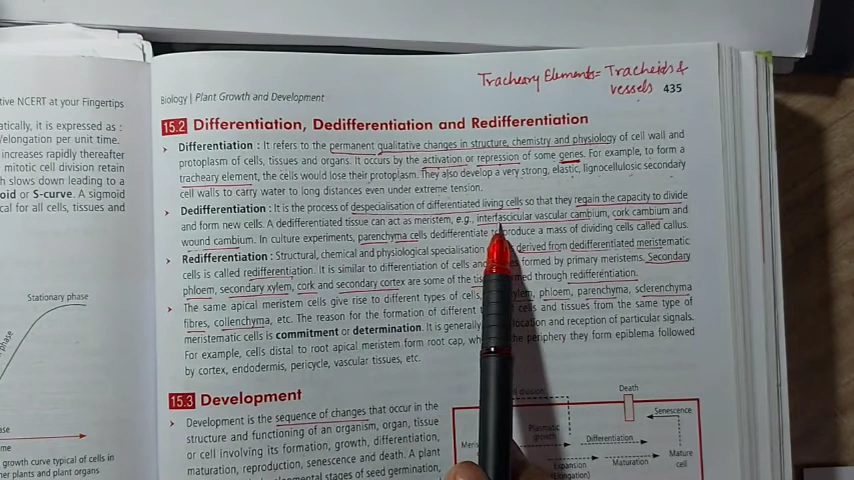 Tracheary Elements = Tracheids &
vessels
Biology | Plant Growth and Development
435
15.2 Differentiation, Dedifferentiation and Redifferentiation
Differentiation : It refers to the permanent qualitative changes in structure, chemistry and physiology of cell wall and
protoplasm of cells, tissues and organs. It occurs by the activation or repression of some genes. For example, to form a
tracheary element, the cells would lose their protoplasm. They also develop a very strong, elastic, lignocellulosic secondary
cell walls to carry water to long distances even under extreme tension.
Dedifferentiation : It is the process of despecialisation of differentiated living cells so that they regain the capacity to divide
and form new cells. A dedifferentiated tissue can act as meristem, e.g., interfascicular vascular cambium, cork cambium and
wound cambium. In culture experiments, parenchyma cells dedifferentiate to produce a mass of dividing cells called callus.
Redifferentiation : Structural, chemical and physiological specialisation derived from dedifferentiated meristematic
cells is called redifferentiation. It is similar to differentiation of cells and formed by primary meristems. Secondary
phloem, secondary xylem, cork and secondary cortex are some of the formed through redifferentiation.
The same apical meristem cells give rise to different types of cells, phloem, parenchyma, sclerenchyma
fibres, collenchyma, etc. The reason for the formation of different cells and tissues from the same type of
meristematic cells is commitment or determination. It is generally location and reception of particular signals.
For example, cells distal to root apical meristem form root cap, periphery they form epiblema followed
by cortex, endodermis, pericycle, vascular tissues, etc.
15.3 Development
Development is the sequence of changes that occur in the
structure and functioning of an organism, organ, tissue
or cell involving its formation, growth, differentiation,
maturation, reproduction, senescence and death. A plant
stages of seed germination,
Death
Plasmatic
growth
Differentiation
Senescence
Expansion
(Elongation)
Maturation
Mature
cell
NCERT at your Fingertips
it is expressed as :
per unit time.
increases rapidly thereafter
mitotic cell division retain
slows down leading to a
or S-curve. A sigmoid
for all cells, tissues and
Stationary phase
phase
growth curve typical of cells in
plants and plant organs